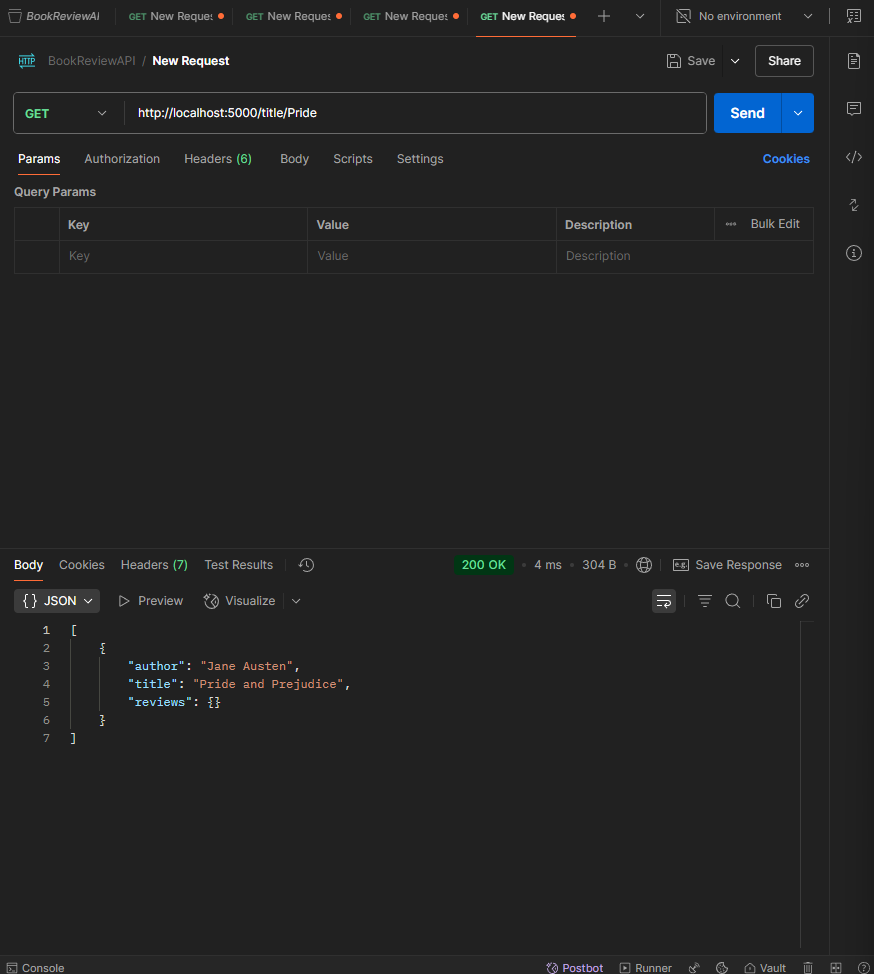 BookReviewAI GET New Reques GET New Reques GET New Reques GET New Reques No environment
HTTP BookReviewAPI / New Request Save Share
GET http://localhost:5000/title/Pride Send
Params Authorization Headers (6) Body Scripts Settings Cookies
Query Params
Key Value Description Bulk Edit
Key Value Description
Body Cookies Headers (7) Test Results 200 OK 4 ms 304 B e.g. Save Response
{} JSON Preview Visualize
1 [
2 {
3 "author": "Jane Austen",
4 "title": "Pride and Prejudice",
5 "reviews": {}
6 }
7 ]
Console Postbot Runner Vault